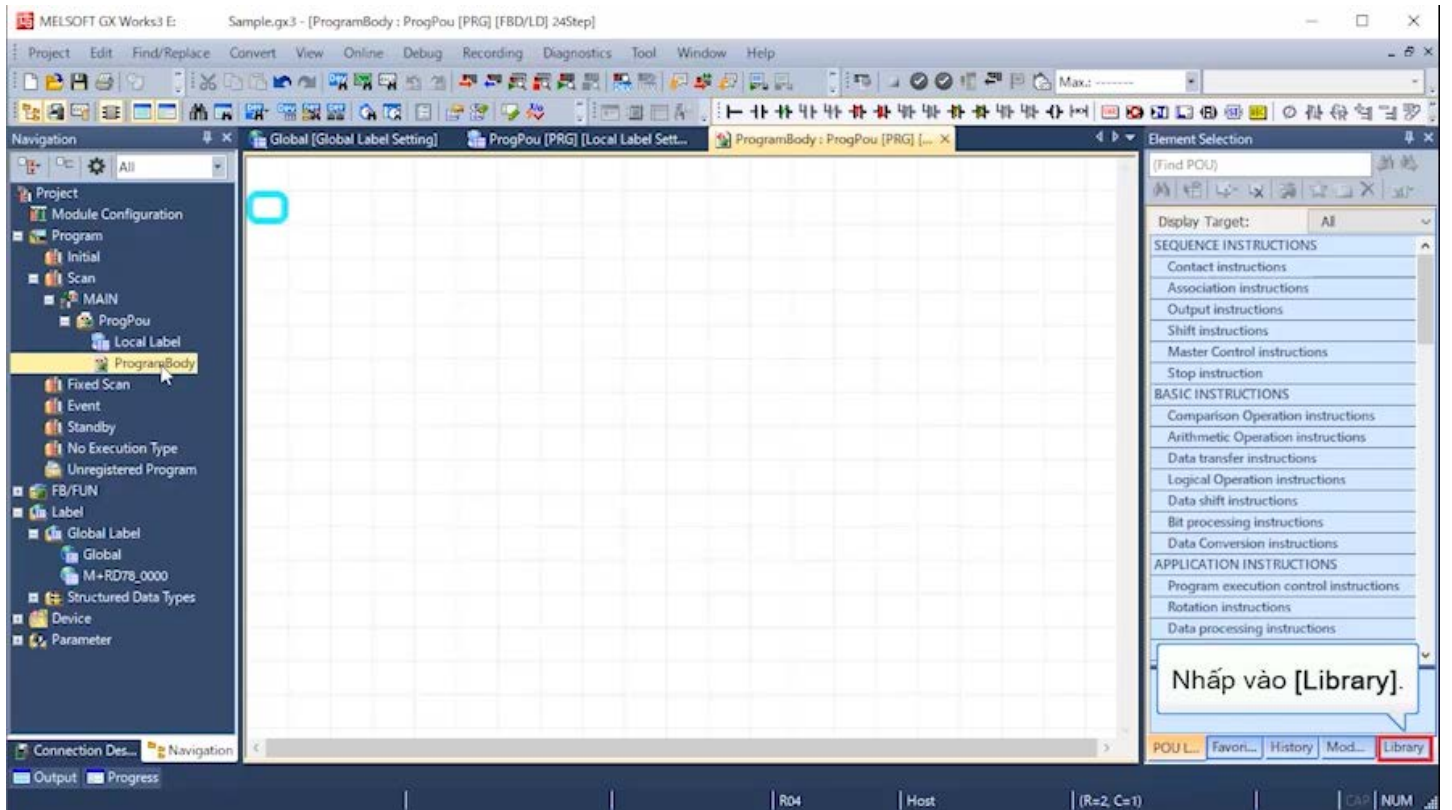 MELSOFT GX Works3 E: Sample.gx3 - [ProgramBody : ProgPou [PRG] [FBD/LD] 24Step]
Project Edit Find/Replace Convert View Online Debug Recording Diagnostics Tool Window Help
Max.: --------
Navigation
All
Project
Module Configuration
Program
Initial
Scan
MAIN
ProgPou
Local Label
ProgramBody
Fixed Scan
Event
Standby
No Execution Type
Unregistered Program
FB/FUN
Label
Global Label
Global
M+RD78_0000
Structured Data Types
Device
Parameter
Connection Des... Navigation
Output Progress
Global [Global Label Setting] ProgPou [PRG] [Local Label Sett... ProgramBody : ProgPou [PRG] [...
Element Selection
(Find POU)
Display Target: All
SEQUENCE INSTRUCTIONS
Contact instructions
Association instructions
Output instructions
Shift instructions
Master Control instructions
Stop instruction
BASIC INSTRUCTIONS
Comparison Operation instructions
Arithmetic Operation instructions
Data transfer instructions
Logical Operation instructions
Data shift instructions
Bit processing instructions
Data Conversion instructions
APPLICATION INSTRUCTIONS
Program execution control instructions
Rotation instructions
Data processing instructions
Nhấp vào [Library].
POU L... Favori... History Mod... Library
R04 Host (R=2, C=1) CAP NUM